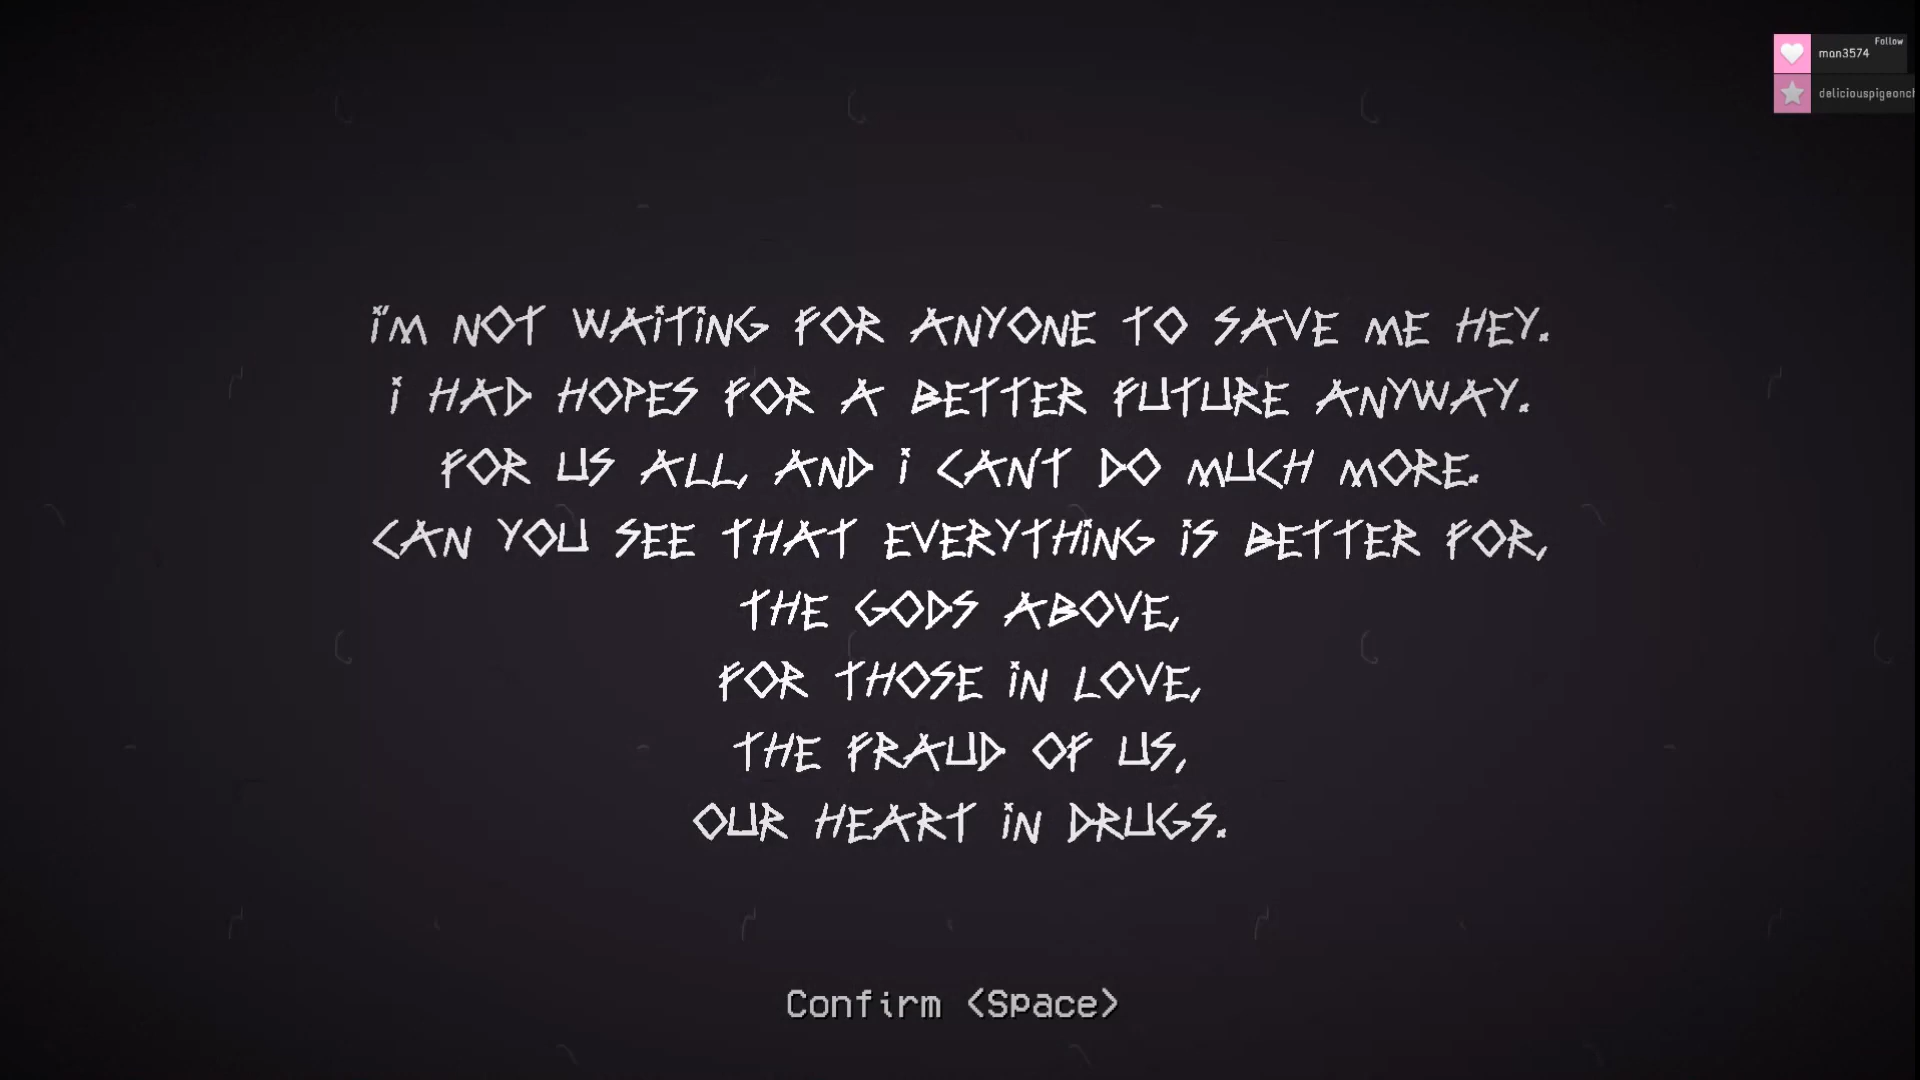 Follow
man3574
deliciouspigeonch
i'M NOT WAiTiNG FOR ANYONE TO SAVE ME HEY.
i HAD HOPES FOR A BETTER FUTURE ANYWAY.
FOR US ALL, AND i CAN'T DO MUCH MORE.
CAN YOU SEE THAT EVERYTHiNG iS BETTER FOR,
THE GODS ABOVE,
FOR THOSE iN LOVE,
THE FRAUD OF US,
OUR HEART iN DRUGS.
Confirm <Space>